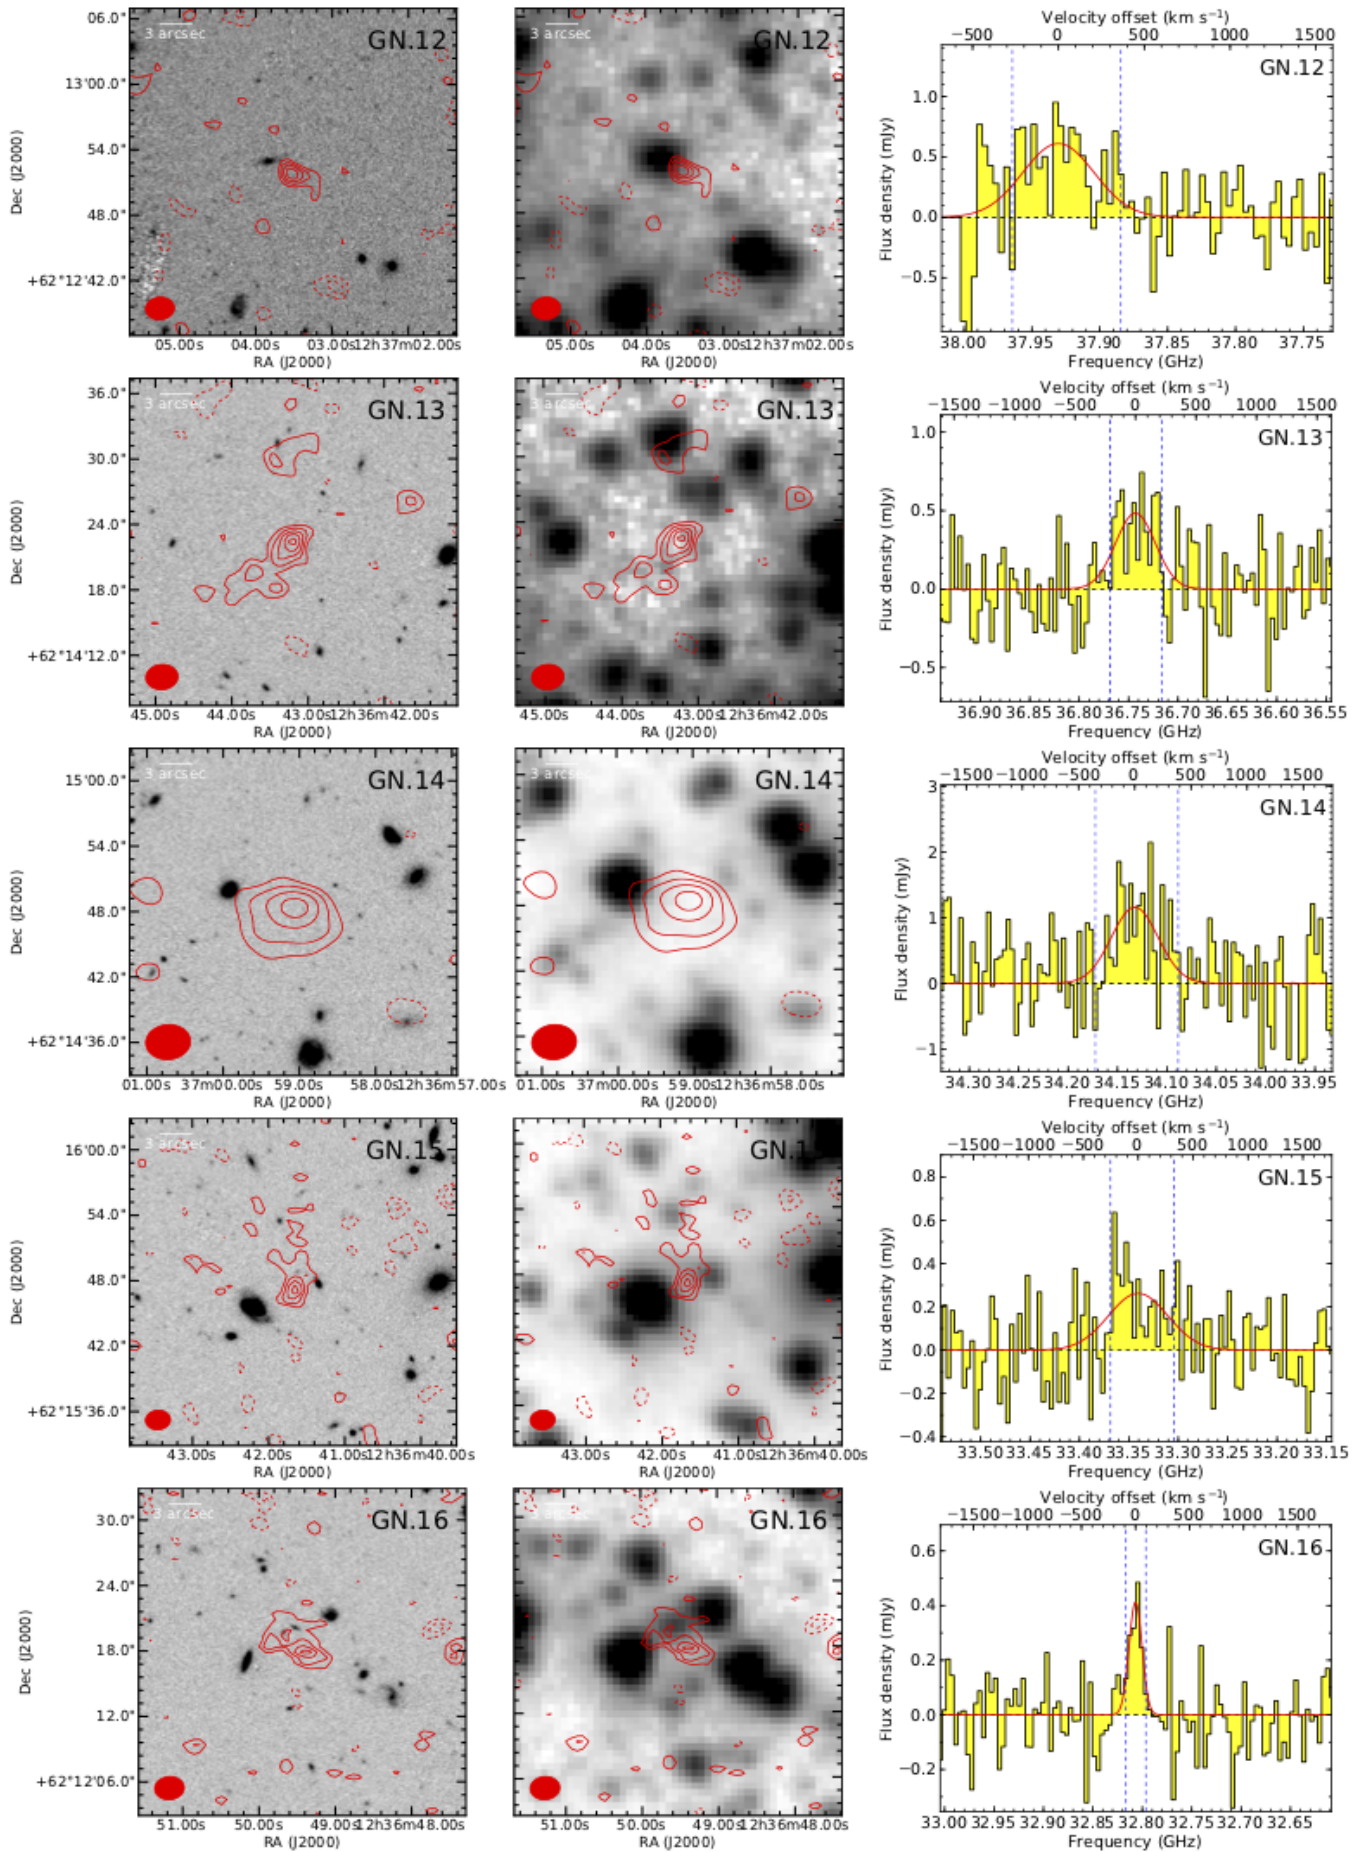 3 arcsec
GN.12
06.0"
13'00.0"
54.0"
48.0"
+62°12'42.0"
Dec (J2000)
05.00s 04.00s 03.00s12h37m02.00s
RA (J2000)
3 arcsec
GN.12
05.00s 04.00s 03.00s12h37m02.00s
RA (J2000)
Velocity offset (km s⁻¹)
−500 0 500 1000 1500
GN.12
1.0
0.5
0.0
−0.5
Flux density (mJy)
38.00 37.95 37.90 37.85 37.80 37.75
Frequency (GHz)
3 arcsec
GN.13
36.0"
30.0"
24.0"
18.0"
+62°14'12.0"
Dec (J2000)
45.00s 44.00s 43.00s12h36m42.00s
RA (J2000)
3 arcsec
GN.13
45.00s 44.00s 43.00s12h36m42.00s
RA (J2000)
Velocity offset (km s⁻¹)
−1500−1000 −500 0 500 1000 1500
GN.13
1.0
0.5
0.0
−0.5
Flux density (mJy)
36.90 36.85 36.80 36.75 36.70 36.65 36.60 36.55
Frequency (GHz)
3 arcsec
GN.14
15'00.0"
54.0"
48.0"
42.0"
+62°14'36.0"
Dec (J2000)
01.00s 37m00.00s 59.00s 58.00s12h36m57.00s
RA (J2000)
3 arcsec
GN.14
01.00s 37m00.00s 59.00s12h36m58.00s
RA (J2000)
Velocity offset (km s⁻¹)
−1500−1000 −500 0 500 1000 1500
GN.14
3
2
1
0
−1
Flux density (mJy)
34.30 34.25 34.20 34.15 34.10 34.05 34.00 33.95
Frequency (GHz)
3 arcsec
GN.15
16'00.0"
54.0"
48.0"
42.0"
+62°15'36.0"
Dec (J2000)
43.00s 42.00s 41.00s12h36m40.00s
RA (J2000)
3 arcsec
GN.1
43.00s 42.00s 41.00s12h36m40.00s
RA (J2000)
Velocity offset (km s⁻¹)
−1500−1000 −500 0 500 1000 1500
GN.15
0.8
0.6
0.4
0.2
0.0
−0.2
−0.4
Flux density (mJy)
33.50 33.45 33.40 33.35 33.30 33.25 33.20 33.15
Frequency (GHz)
3 arcsec
GN.16
30.0"
24.0"
18.0"
12.0"
+62°12'06.0"
Dec (J2000)
51.00s 50.00s 49.00s12h36m48.00s
RA (J2000)
3 arcsec
GN.16
51.00s 50.00s 49.00s12h36m48.00s
RA (J2000)
Velocity offset (km s⁻¹)
−1500−1000 −500 0 500 1000 1500
GN.16
0.6
0.4
0.2
0.0
−0.2
Flux density (mJy)
33.00 32.95 32.90 32.85 32.80 32.75 32.70 32.65
Frequency (GHz)